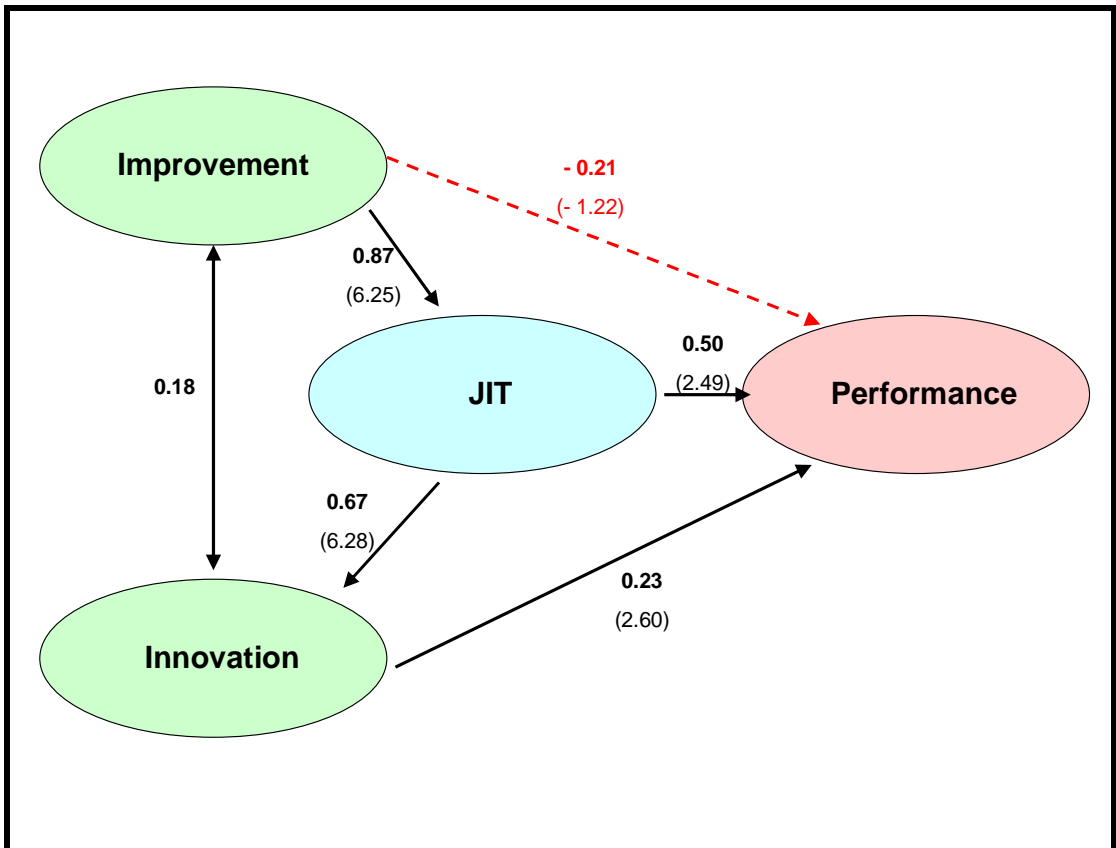 Improvement
- 0.21
(- 1.22)
0.87
(6.25)
0.50
(2.49)
0.18
JIT
Performance
0.67
(6.28)
0.23
(2.60)
Innovation